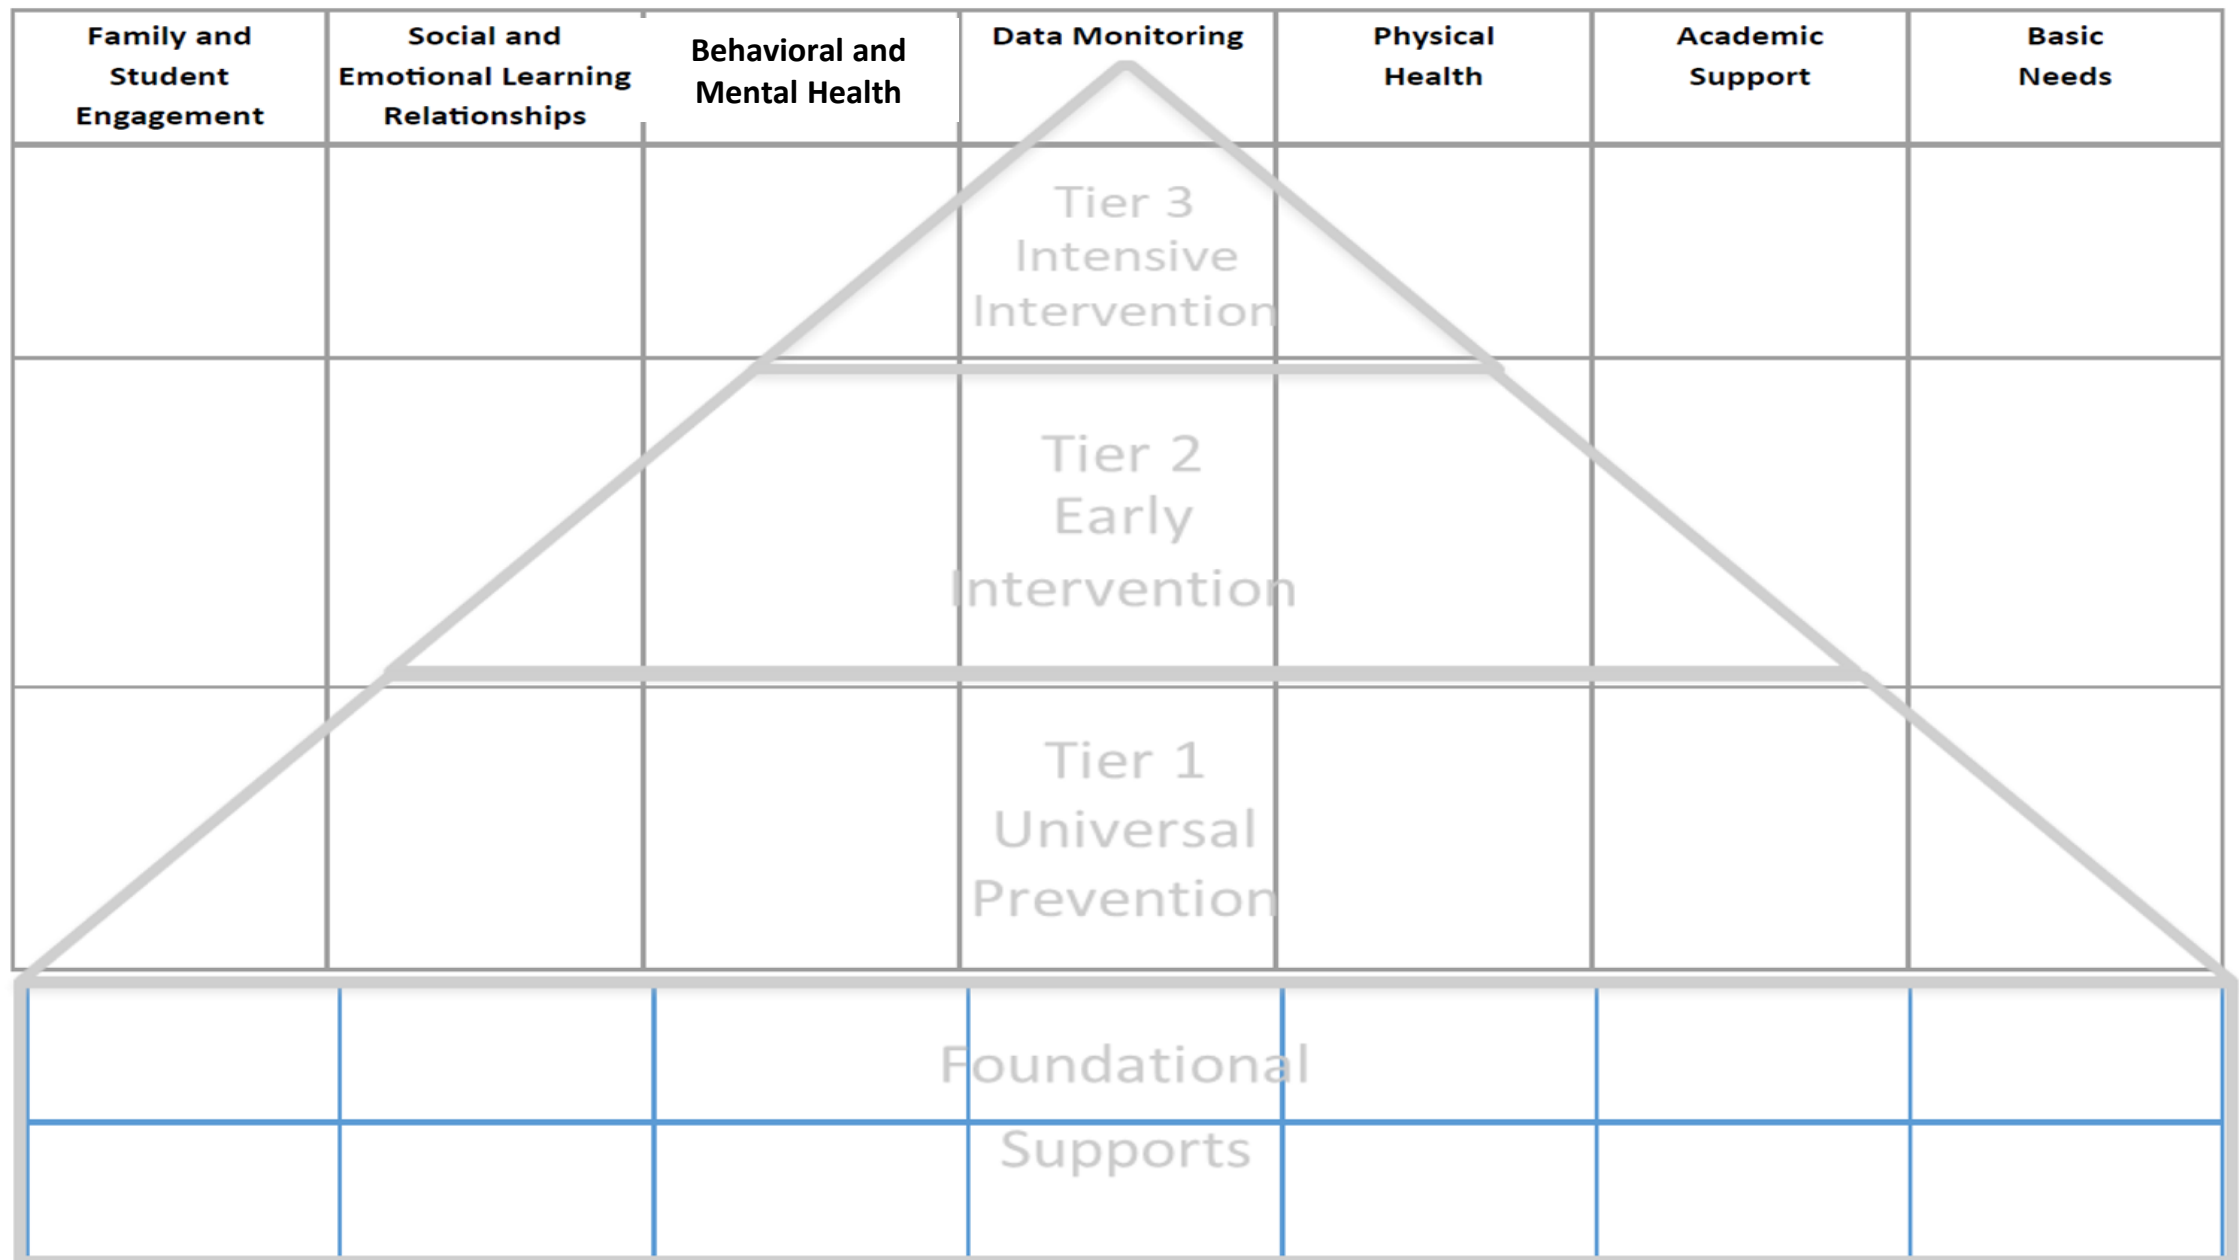 Family and
Student
Engagement
Social and
Emotional Learning
Relationships
Behavioral and
Mental Health
Data Monitoring
Physical
Health
Academic
Support
Basic
Needs
Tier 3
Intensive
Intervention
Tier 2
Early
Intervention
Tier 1
Universal
Prevention
Foundational
Supports